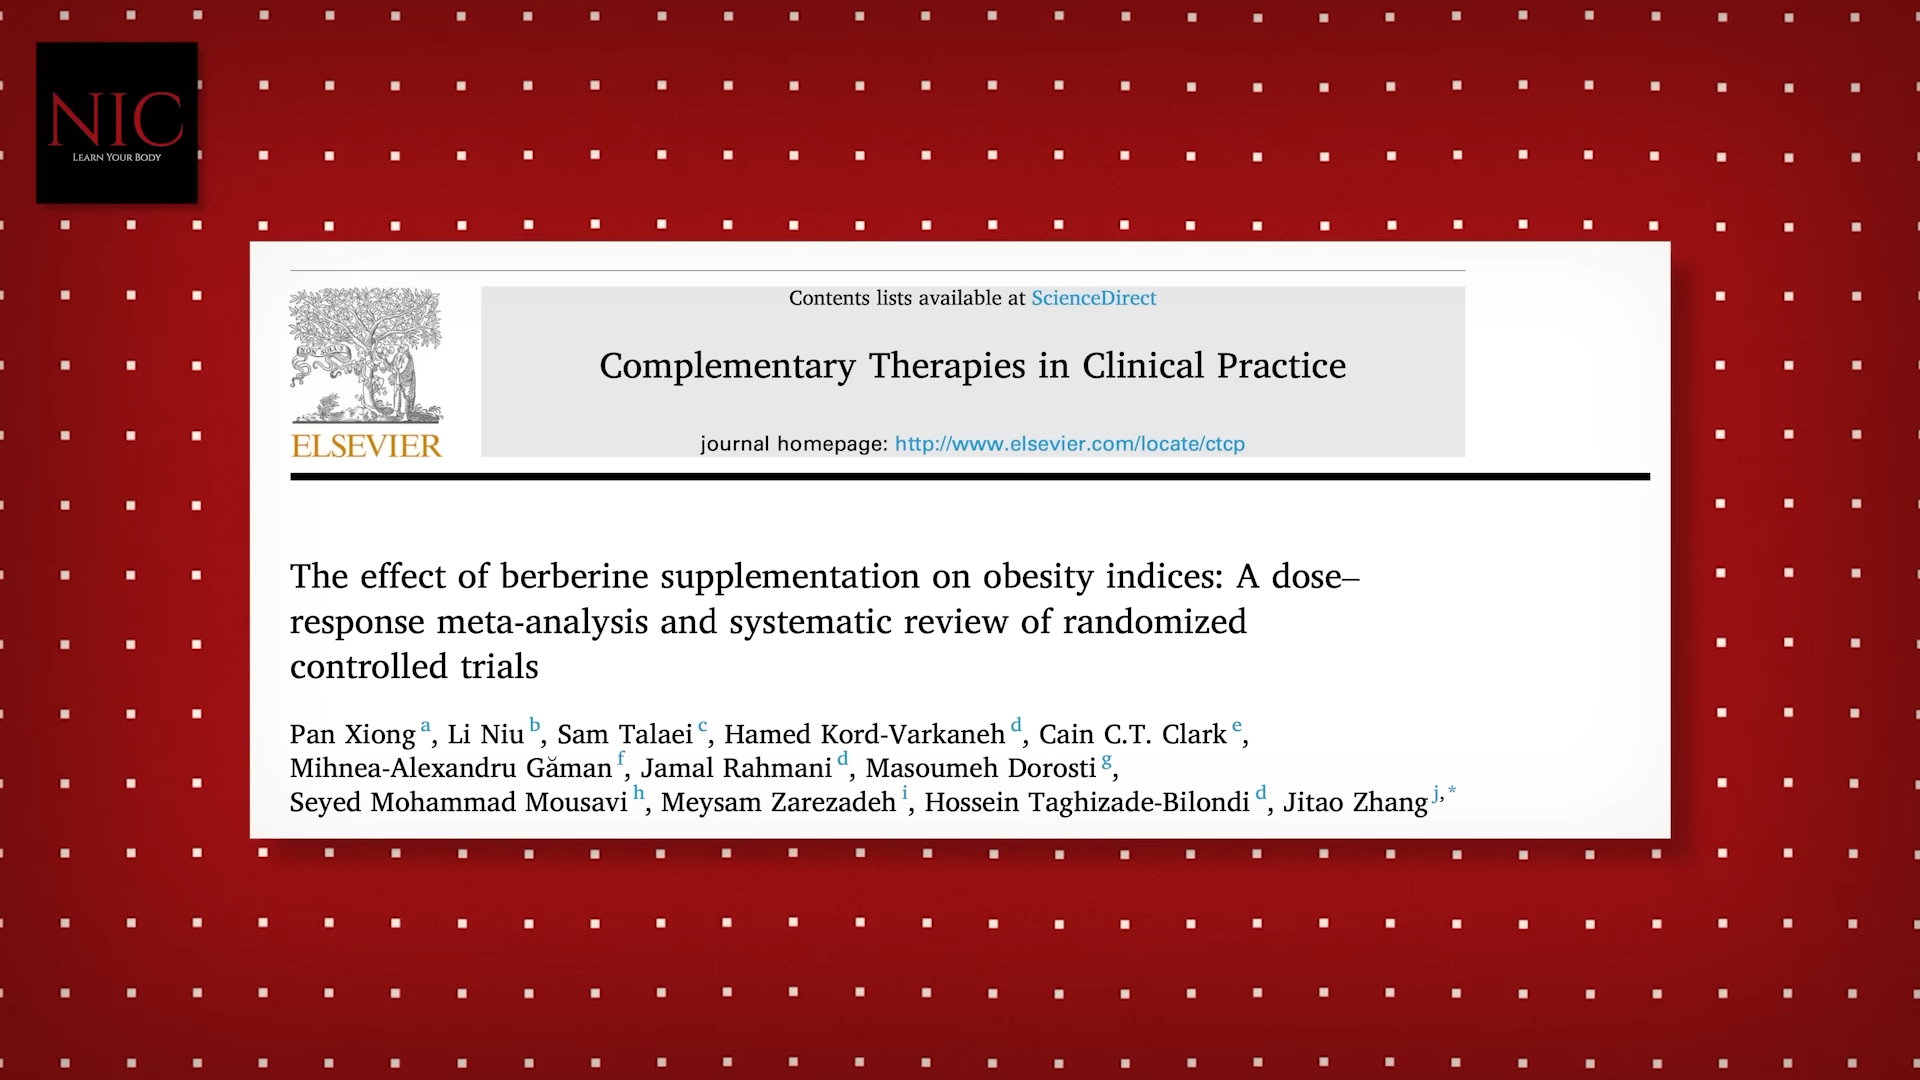 NIC
LEARN YOUR BODY
NON SOLUS
ELSEVIER
Contents lists available at ScienceDirect
Complementary Therapies in Clinical Practice
journal homepage: http://www.elsevier.com/locate/ctcp
The effect of berberine supplementation on obesity indices: A dose–
response meta-analysis and systematic review of randomized
controlled trials
Pan Xiong a, Li Niu b, Sam Talaei c, Hamed Kord-Varkaneh d, Cain C.T. Clark e,
Mihnea-Alexandru Găman f, Jamal Rahmani d, Masoumeh Dorosti g,
Seyed Mohammad Mousavi h, Meysam Zarezadeh i, Hossein Taghizade-Bilondi d, Jitao Zhang j,*